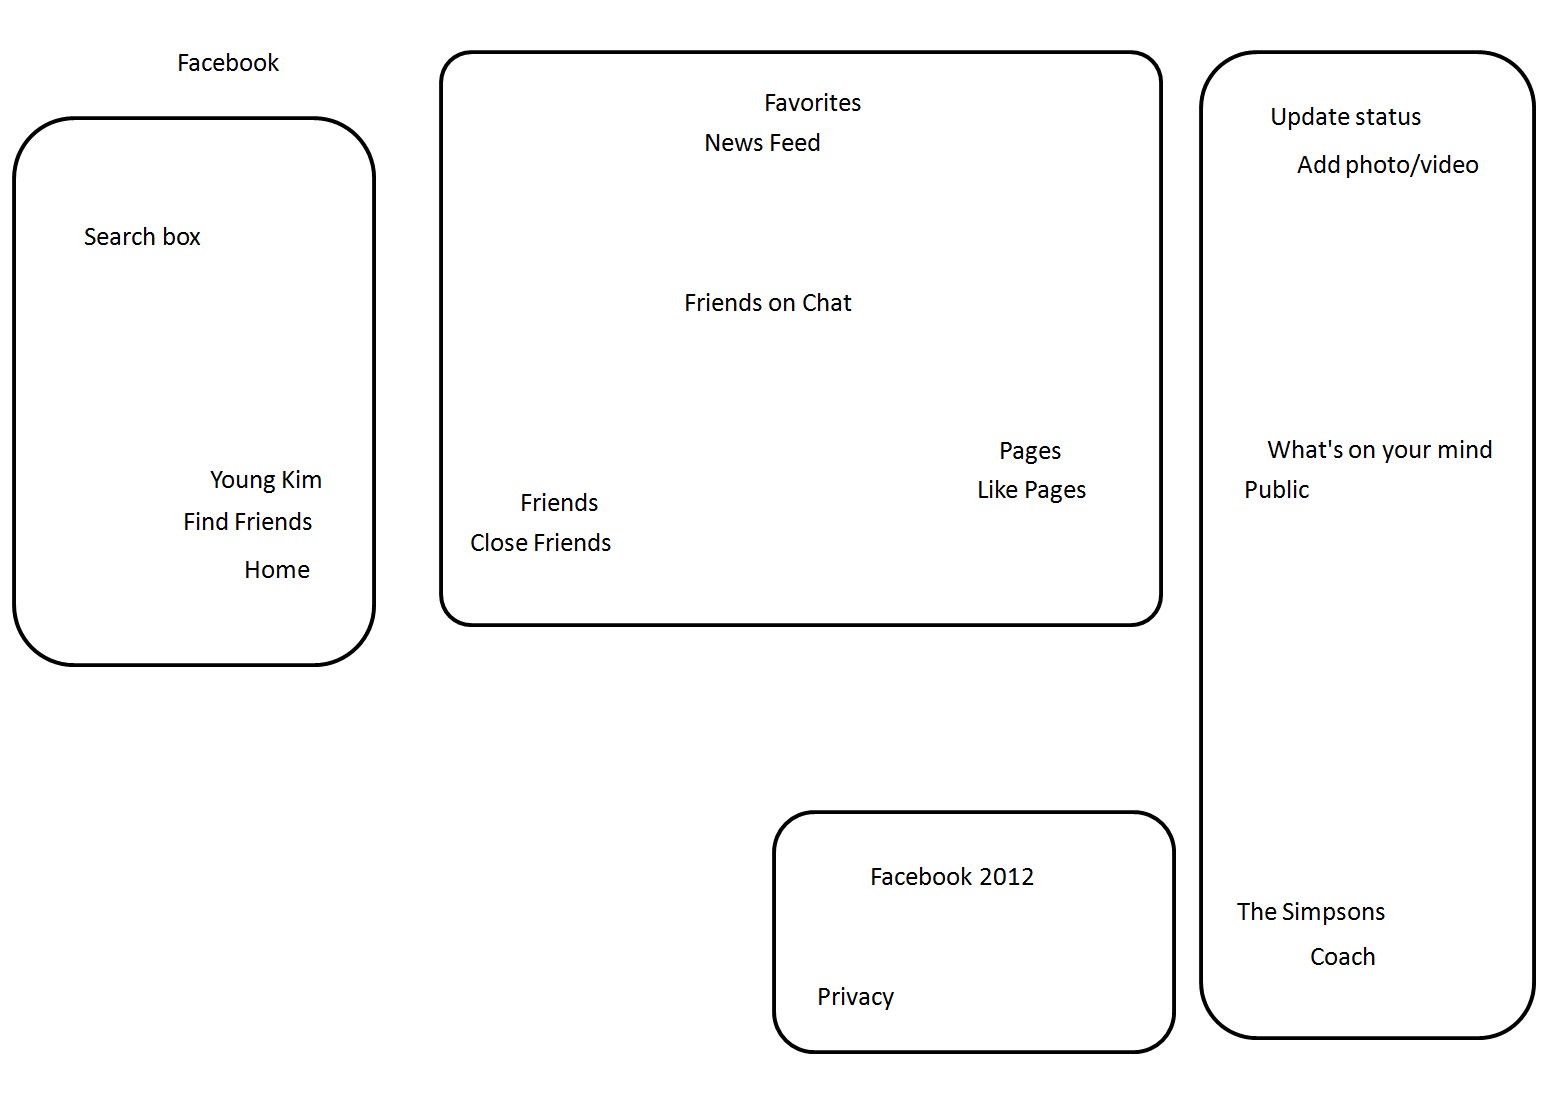 Facebook
Search box
Young Kim
Find Friends
Home
Favorites
News Feed
Friends on Chat
Pages
Like Pages
Friends
Close Friends
Update status
Add photo/video
What's on your mind
Public
The Simpsons
Coach
Facebook 2012
Privacy